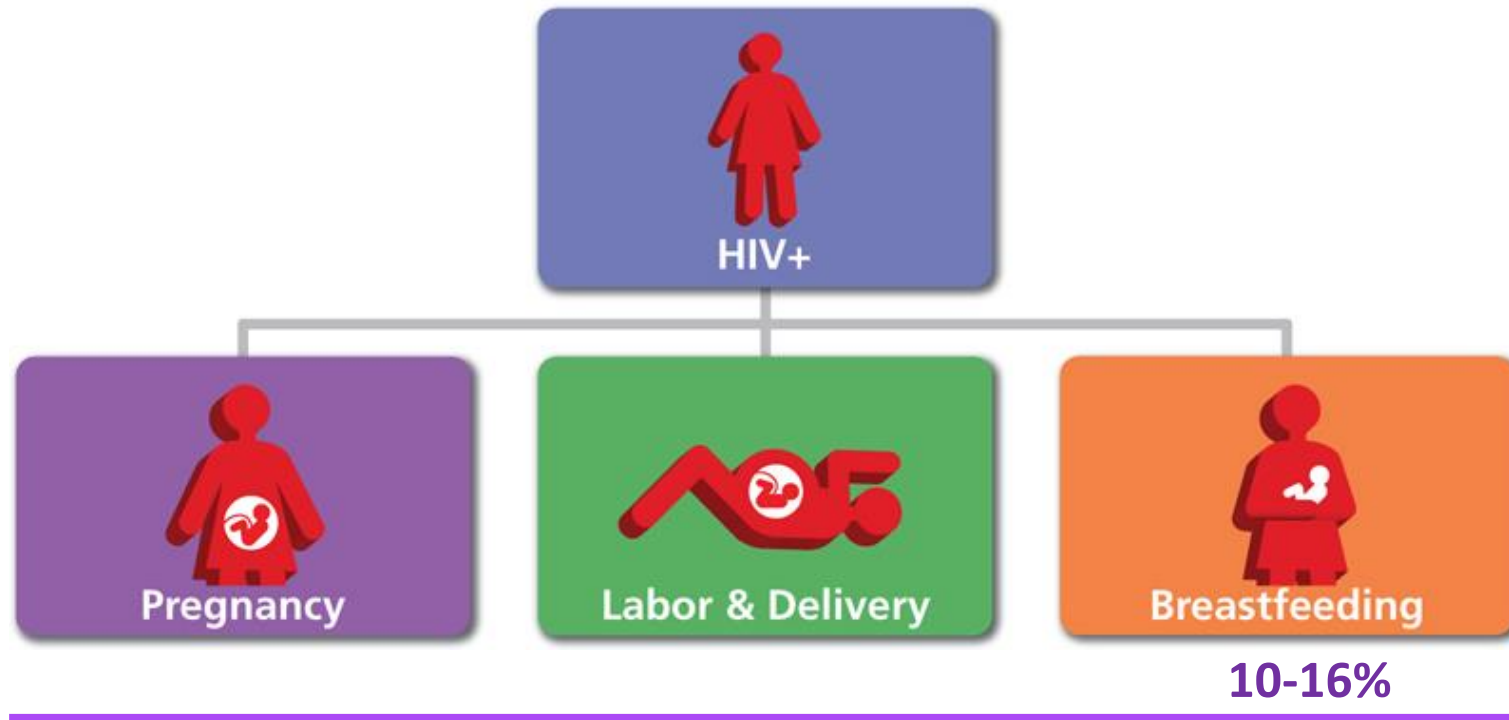 HIV+
Pregnancy
Labor & Delivery
Breastfeeding
10-16%